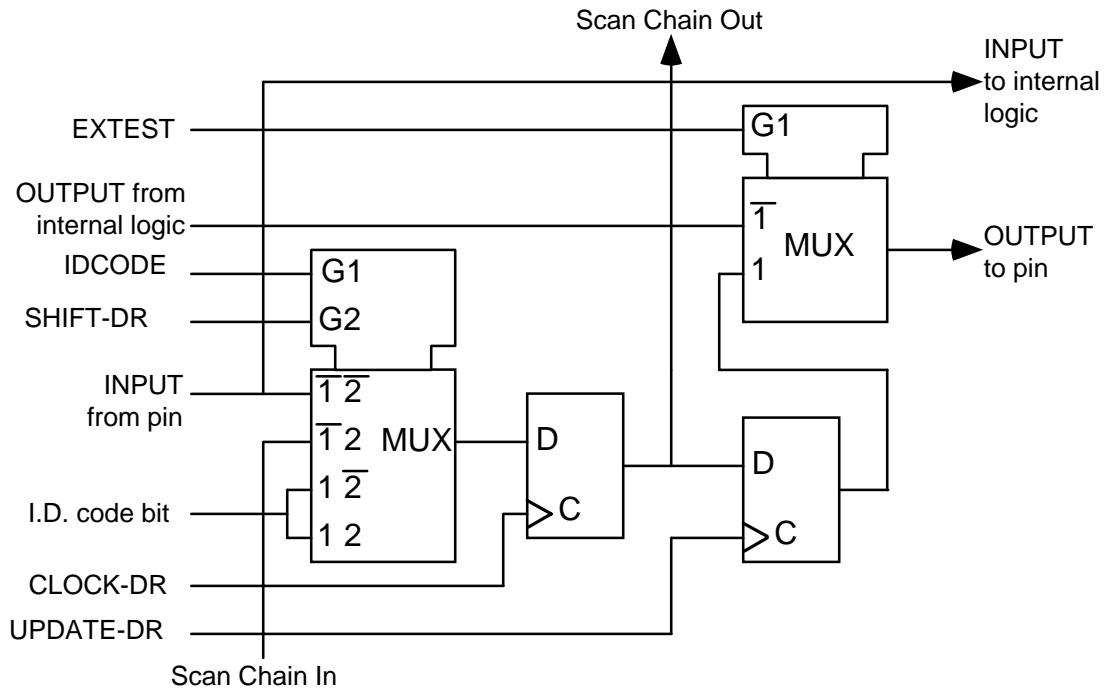 Scan Chain Out
INPUT
to internal
logic
EXTEST
G1
OUTPUT from
internal logic
1̅
MUX
1
OUTPUT
to pin
IDCODE
G1
SHIFT-DR
G2
INPUT
from pin
1̅ 2̅
1̅ 2
MUX
1 2̅
1 2
D
C
D
C
I.D. code bit
CLOCK-DR
UPDATE-DR
Scan Chain In